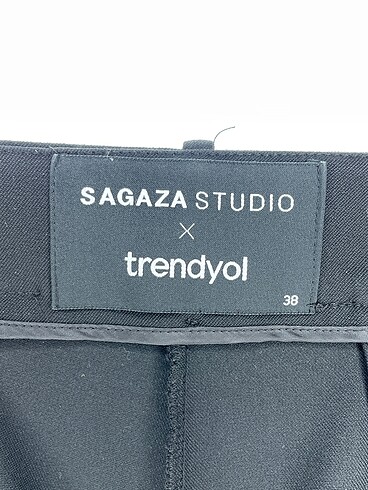 SAGAZA STUDIO
×
trendyol
38